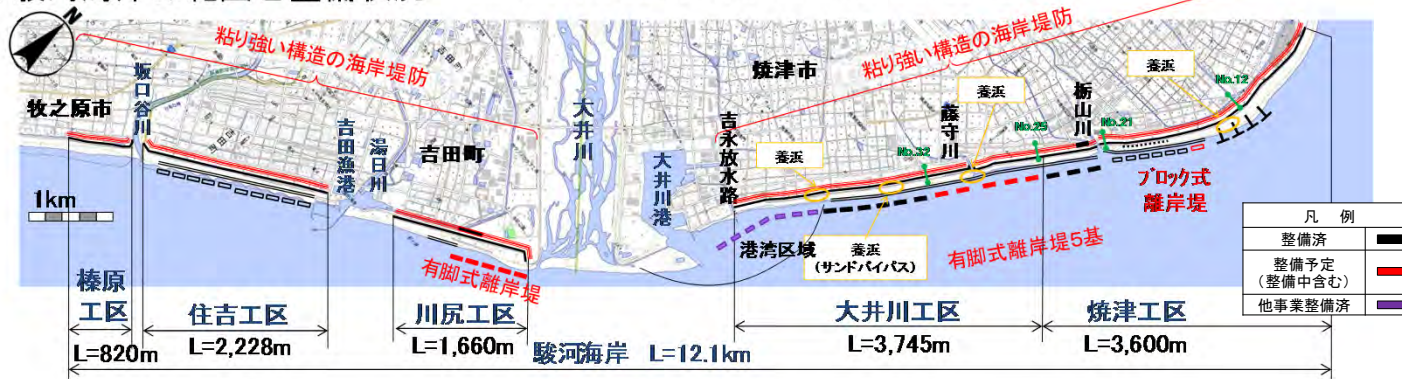 N
粘り強い構造の海岸堤防
粘り強い構造の海岸堤防
坂口谷川
牧之原市
吉田漁港
湯日川
吉田町
大井川
大井川港
焼津市
吉永放水路
藤守川
栃山川
養浜
養浜
養浜
No.12
No.21
No.25
No.32
1km
港湾区域
養浜
(サンドバイパス)
有脚式離岸堤
有脚式離岸堤5基
ブロック式
離岸堤
凡 例
整備済
整備予定
(整備中含む)
他事業整備済
榛原
工区
L=820m
住吉工区
L=2,228m
川尻工区
L=1,660m
大井川工区
L=3,745m
焼津工区
L=3,600m
駿河海岸 L=12.1km